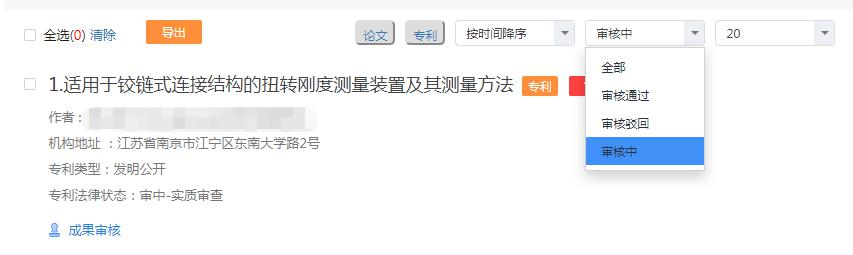 全选(0) 清除 导出 论文 专利 按时间降序 审核中 20
全部
审核通过
审核驳回
审核中
1.适用于铰链式连接结构的扭转刚度测量装置及其测量方法 专利
作者：
机构地址 ：江苏省南京市江宁区东南大学路2号
专利类型：发明公开
专利法律状态：审中-实质审查
成果审核